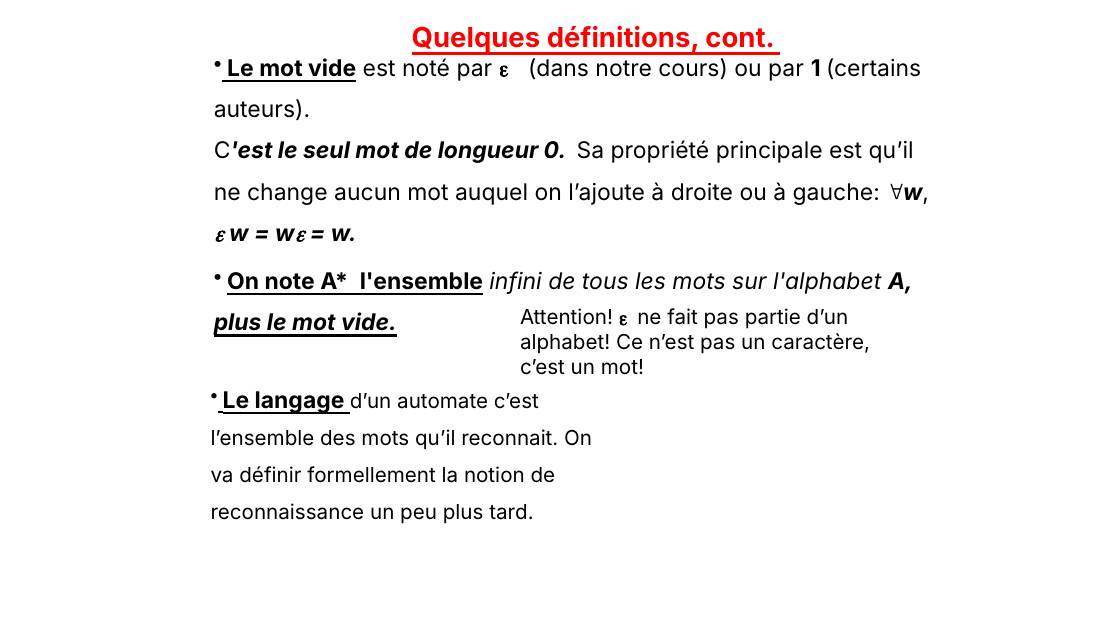 Quelques définitions, cont.
• Le mot vide est noté par ε (dans notre cours) ou par 1 (certains
auteurs).
C'est le seul mot de longueur 0. Sa propriété principale est qu’il
ne change aucun mot auquel on l’ajoute à droite ou à gauche: ∀w,
ε w = wε = w.
• On note A* l'ensemble infini de tous les mots sur l'alphabet A,
plus le mot vide.
Attention! ε ne fait pas partie d’un
alphabet! Ce n’est pas un caractère,
c’est un mot!
• Le langage d’un automate c’est
l’ensemble des mots qu’il reconnait. On
va définir formellement la notion de
reconnaissance un peu plus tard.